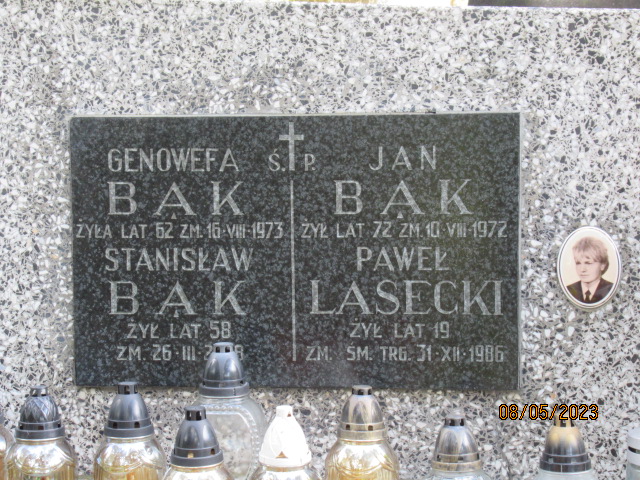 Ś. P.
GENOWEFA
BĄK
ŻYŁA LAT 62 ZM. 16-VIII-1973
STANISŁAW
BĄK
ŻYŁ LAT 58
ZM. 26-III-
JAN
BĄK
ŻYŁ LAT 72 ZM. 10 VIII-1972
PAWEŁ
LASECKI
ŻYŁ LAT 19
ZM. ŚM. TRG. 31-XII-1986
08/05/2023